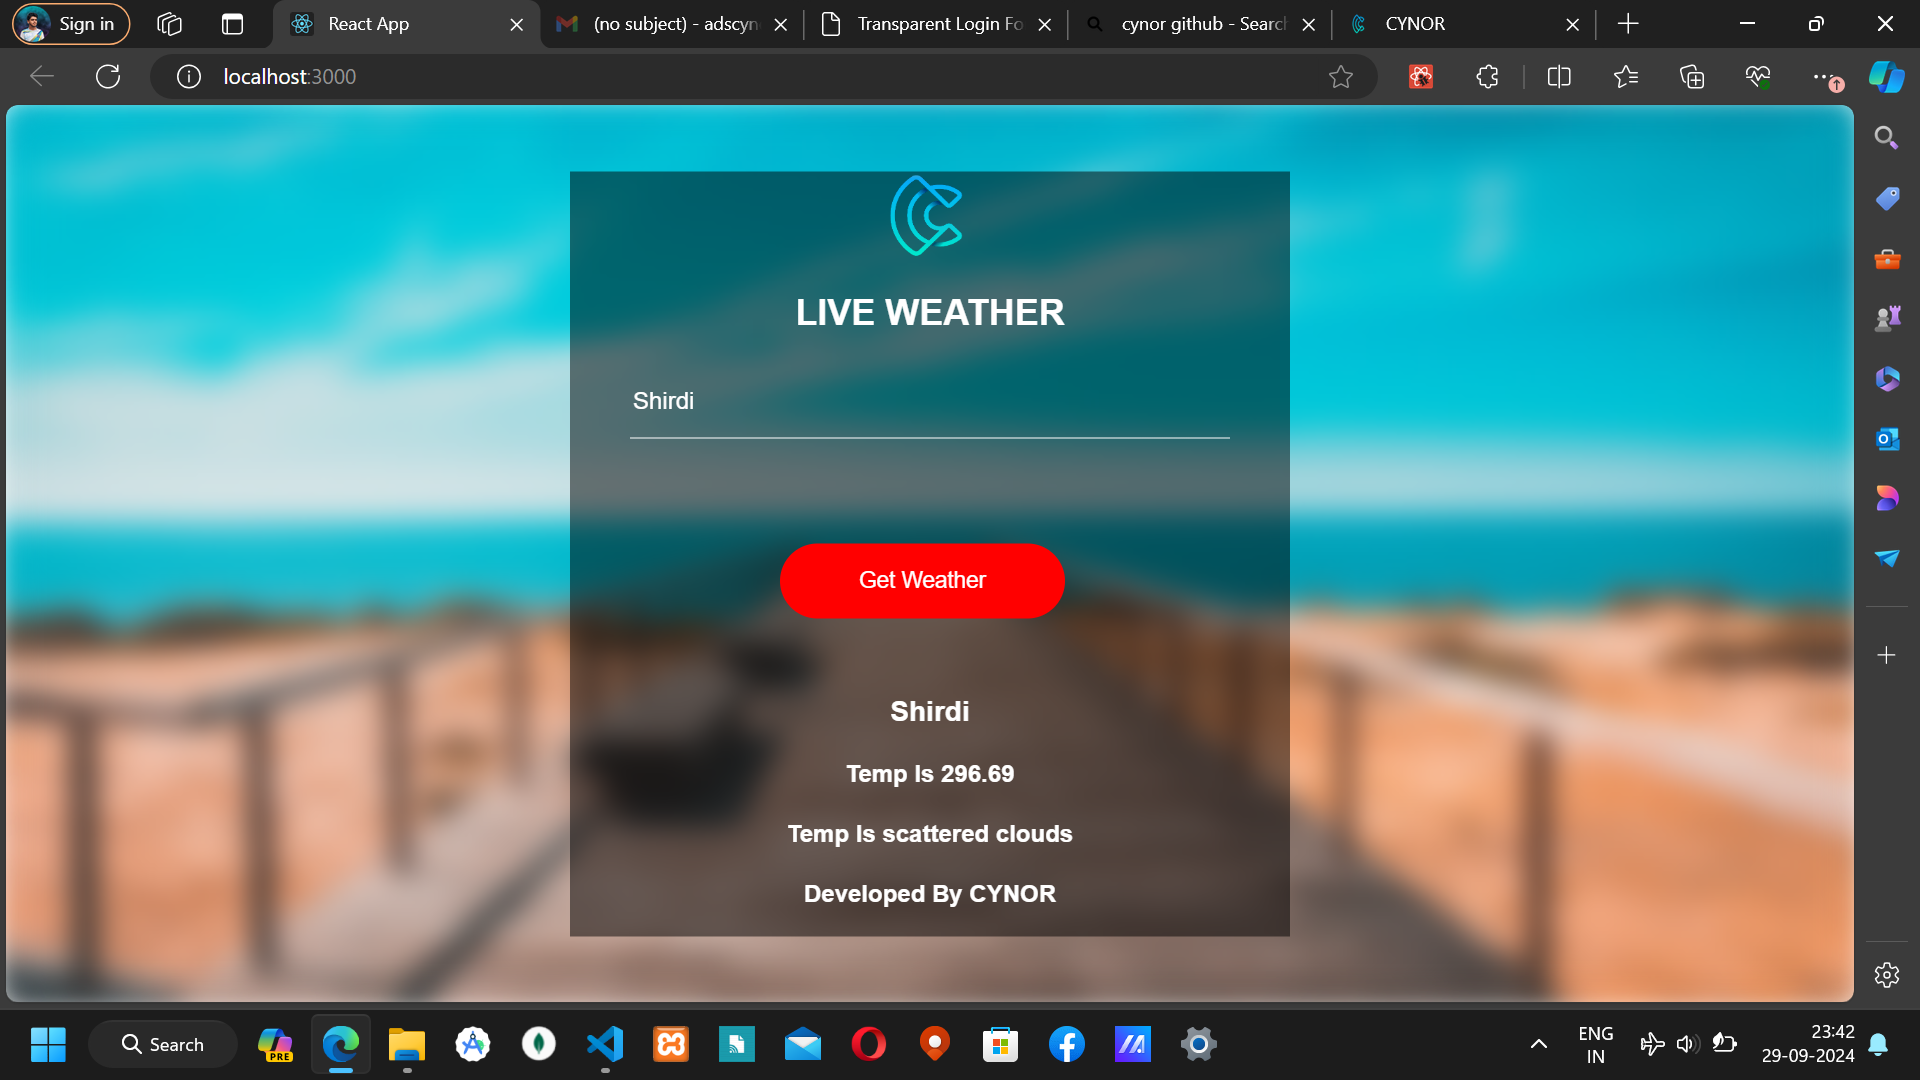 Sign in
React App
(no subject) - adscyn
Transparent Login Fo
cynor github - Searc
CYNOR
localhost:3000
LIVE WEATHER
Shirdi
Get Weather
Shirdi
Temp Is 296.69
Temp Is scattered clouds
Developed By CYNOR
Search
PRE
ENG
IN
23:42
29-09-2024